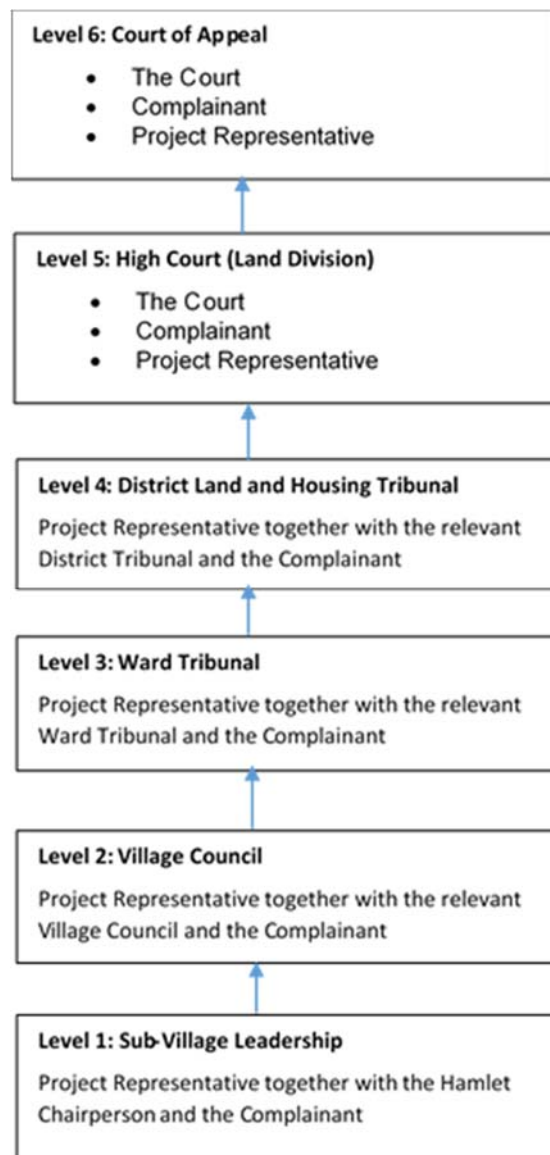 Level 6: Court of Appeal
• The Court
• Complainant
• Project Representative
Level 5: High Court (Land Division)
• The Court
• Complainant
• Project Representative
Level 4: District Land and Housing Tribunal
Project Representative together with the relevant
District Tribunal and the Complainant
Level 3: Ward Tribunal
Project Representative together with the relevant
Ward Tribunal and the Complainant
Level 2: Village Council
Project Representative together with the relevant
Village Council and the Complainant
Level 1: Sub-Village Leadership
Project Representative together with the Hamlet
Chairperson and the Complainant